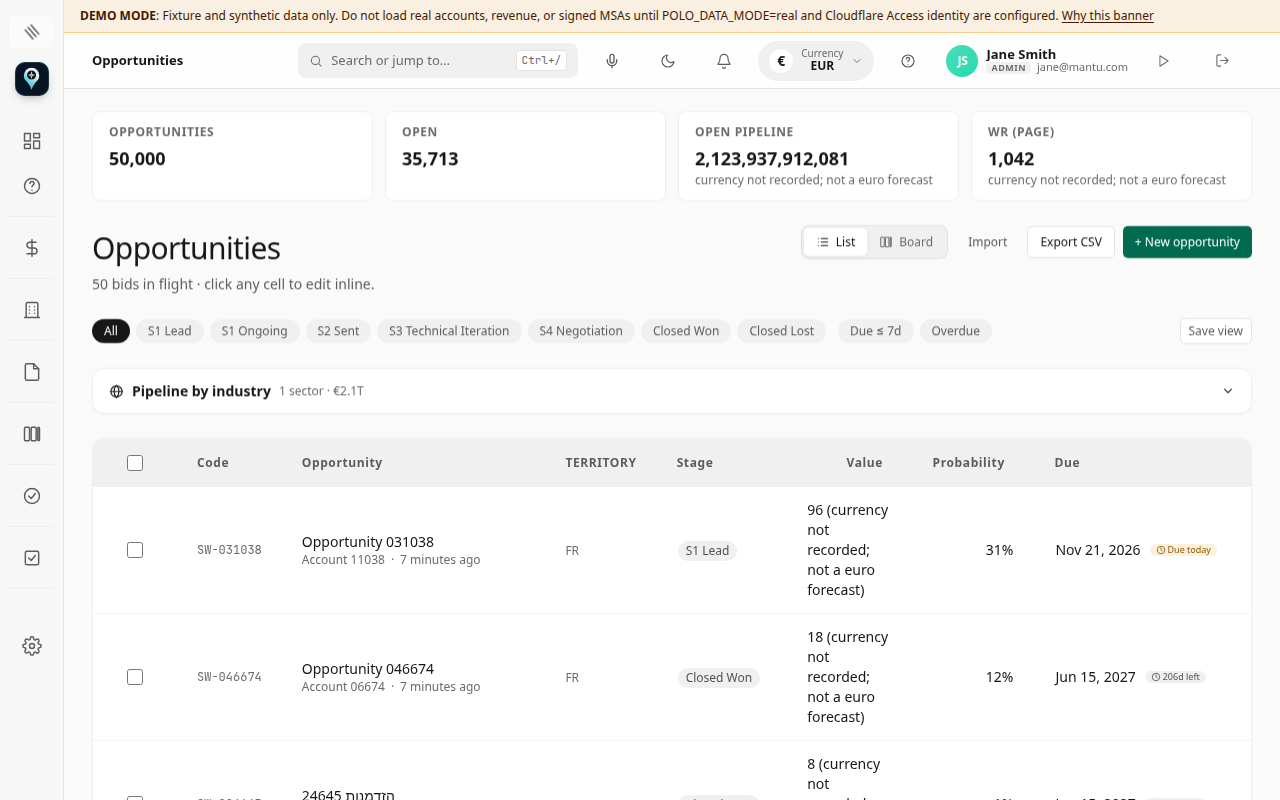 DEMO MODE: Fixture and synthetic data only. Do not load real accounts, revenue, or signed MSAs until POLO_DATA_MODE=real and Cloudflare Access identity are configured. Why this banner
Opportunities
Search or jump to...
Ctrl+/
€
Currency
EUR
JS
Jane Smith
ADMIN jane@mantu.com
OPPORTUNITIES
50,000
OPEN
35,713
OPEN PIPELINE
2,123,937,912,081
currency not recorded; not a euro forecast
WR (PAGE)
1,042
currency not recorded; not a euro forecast
Opportunities
List
Board
Import
Export CSV
+ New opportunity
50 bids in flight · click any cell to edit inline.
All
S1 Lead
S1 Ongoing
S2 Sent
S3 Technical Iteration
S4 Negotiation
Closed Won
Closed Lost
Due ≤ 7d
Overdue
Save view
Pipeline by industry 1 sector · €2.1T
Code
Opportunity
TERRITORY
Stage
Value
Probability
Due
SW-031038
Opportunity 031038
Account 11038 · 7 minutes ago
FR
S1 Lead
96 (currency
not
recorded;
not a euro
forecast)
31%
Nov 21, 2026
Due today
SW-046674
Opportunity 046674
Account 06674 · 7 minutes ago
FR
Closed Won
18 (currency
not
recorded;
not a euro
forecast)
12%
Jun 15, 2027
206d left
הזדמנות 24645
8 (currency
not